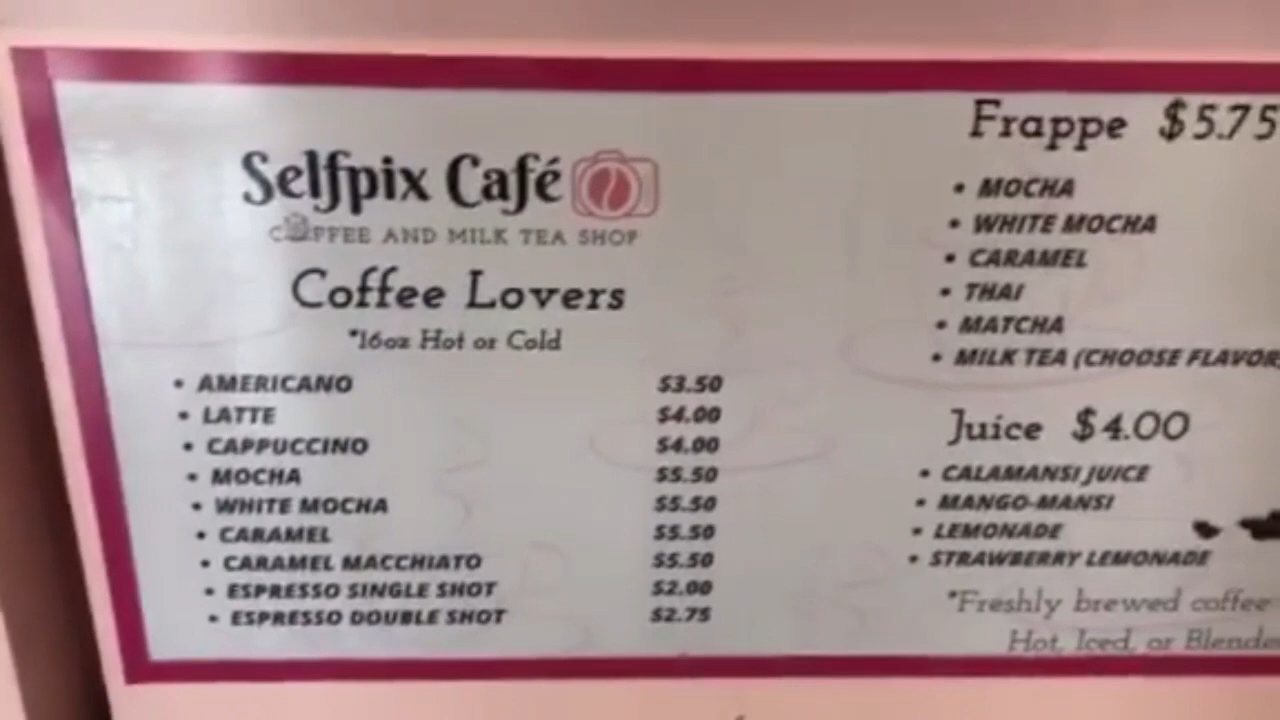 Selfpix Café
COFFEE AND MILK TEA SHOP
Coffee Lovers
*16oz Hot or Cold
• AMERICANO $3.50
• LATTE $4.00
• CAPPUCCINO $4.00
• MOCHA $5.50
• WHITE MOCHA $5.50
• CARAMEL $5.50
• CARAMEL MACCHIATO $5.50
• ESPRESSO SINGLE SHOT $2.00
• ESPRESSO DOUBLE SHOT $2.75
Frappe $5.75
• MOCHA
• WHITE MOCHA
• CARAMEL
• THAI
• MATCHA
• MILK TEA (CHOOSE FLAVOR
Juice $4.00
• CALAMANSI JUICE
• MANGO-MANSI
• LEMONADE
• STRAWBERRY LEMONADE
*Freshly brewed coffee
Hot, Iced, or Blende